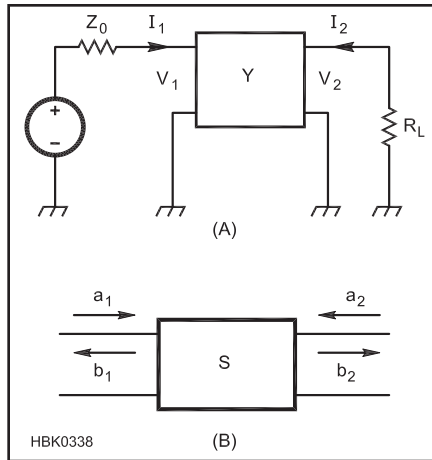 Z0 I1 I2
V1 Y V2
+
−
RL
(A)
a1 a2
b1 S b2
HBK0338 (B)